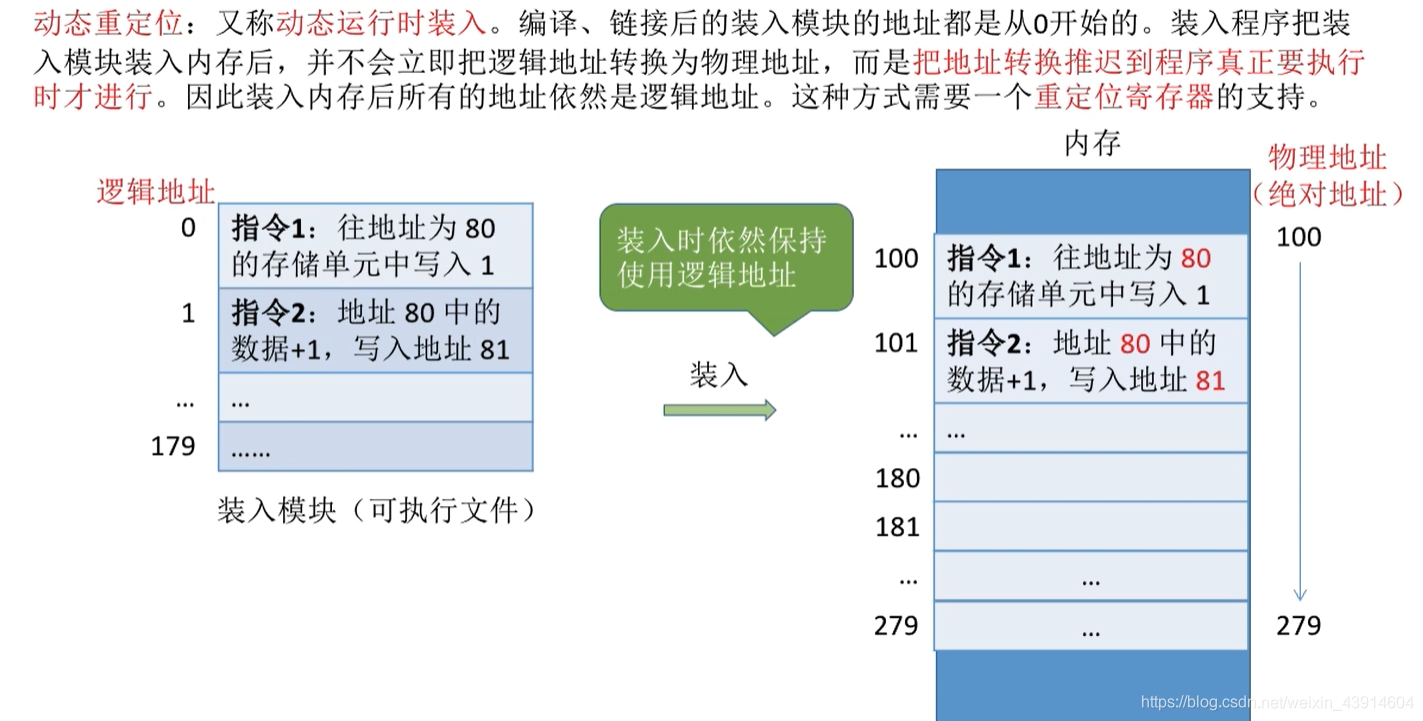 动态重定位：又称动态运行时装入。编译、链接后的装入模块的地址都是从0开始的。装入程序把装
入模块装入内存后，并不会立即把逻辑地址转换为物理地址，而是把地址转换推迟到程序真正要执行
时才进行。因此装入内存后所有的地址依然是逻辑地址。这种方式需要一个重定位寄存器的支持。
逻辑地址
0
指令1：往地址为 80
的存储单元中写入 1
1
指令2：地址 80 中的
数据+1，写入地址 81
...
...
179
......
装入模块（可执行文件）
装入时依然保持
使用逻辑地址
装入
内存
物理地址
（绝对地址）
100
指令1：往地址为 80
的存储单元中写入 1
101
指令2：地址 80 中的
数据+1，写入地址 81
...
...
180
181
...
...
279
...
100
279
https://blog.csdn.net/weixin_43914604